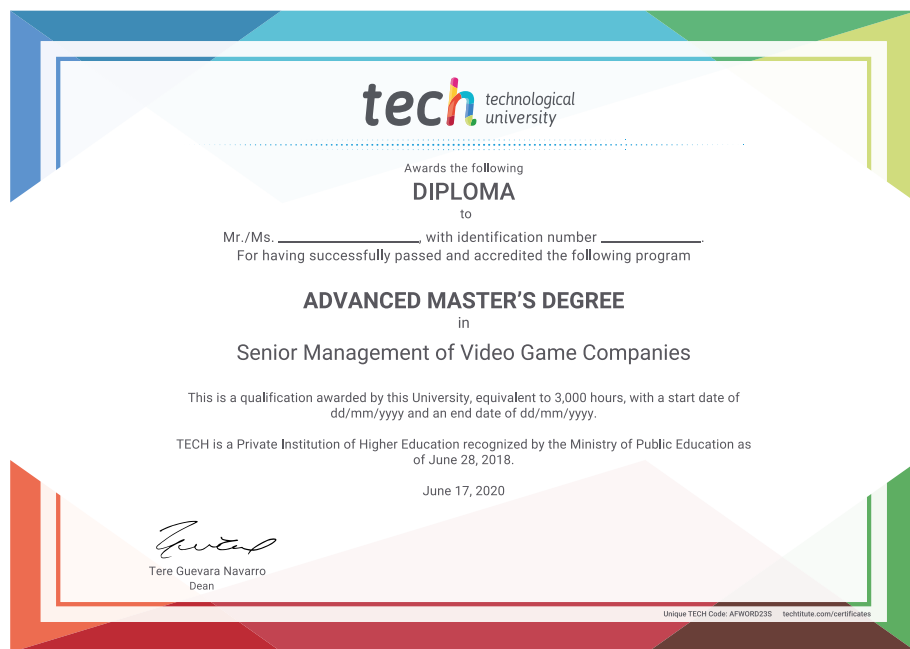 tech technological
university
Awards the following
DIPLOMA
to
Mr./Ms. ____________________, with identification number ______________.
For having successfully passed and accredited the following program
ADVANCED MASTER'S DEGREE
in
Senior Management of Video Game Companies
This is a qualification awarded by this University, equivalent to 3,000 hours, with a start date of
dd/mm/yyyy and an end date of dd/mm/yyyy.
TECH is a Private Institution of Higher Education recognized by the Ministry of Public Education as
of June 28, 2018.
June 17, 2020
Tere Guevara Navarro
Dean
Unique TECH Code: AFWORD23S techtitute.com/certificates